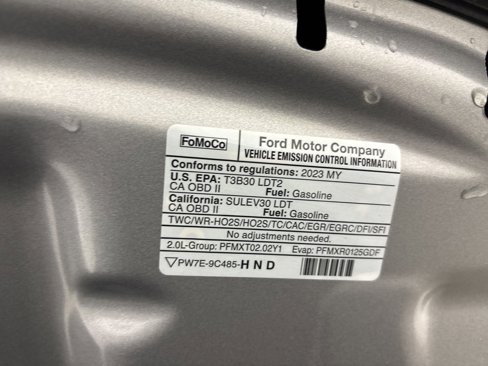 FoMoCo
Ford Motor Company
VEHICLE EMISSION CONTROL INFORMATION
Conforms to regulations: 2023 MY
U.S. EPA: T3B30 LDT2
CA OBD II Fuel: Gasoline
California: SULEV30 LDT
CA OBD II Fuel: Gasoline
TWC/WR-HO2S/HO2S/TC/CAC/EGR/EGRC/DFI/SFI
No adjustments needed.
2.0L-Group: PFMXT02.02Y1 Evap: PFMXR0125GDF
PW7E-9C485-HND